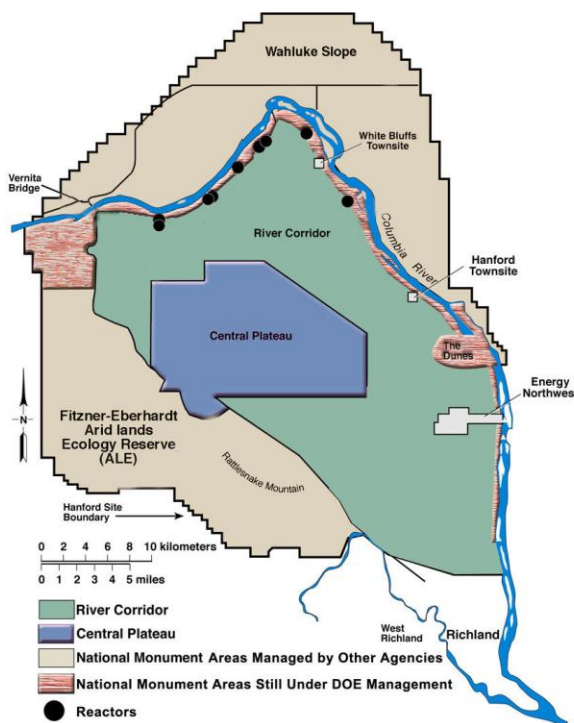 Wahluke Slope
White Bluffs
Townsite
Vernita
Bridge
River Corridor
Columbia River
Hanford
Townsite
Central Plateau
The
Dunes
Energy
Northwes
N
Fitzner-Eberhardt
Arid lands
Ecology Reserve
(ALE)
Rattlesnake Mountain
Hanford Site
Boundary
0 2 4 6 8 10 kilometers
0 1 2 3 4 5 miles
West
Richland
Richland
River Corridor
Central Plateau
National Monument Areas Managed by Other Agencies
National Monument Areas Still Under DOE Management
Reactors